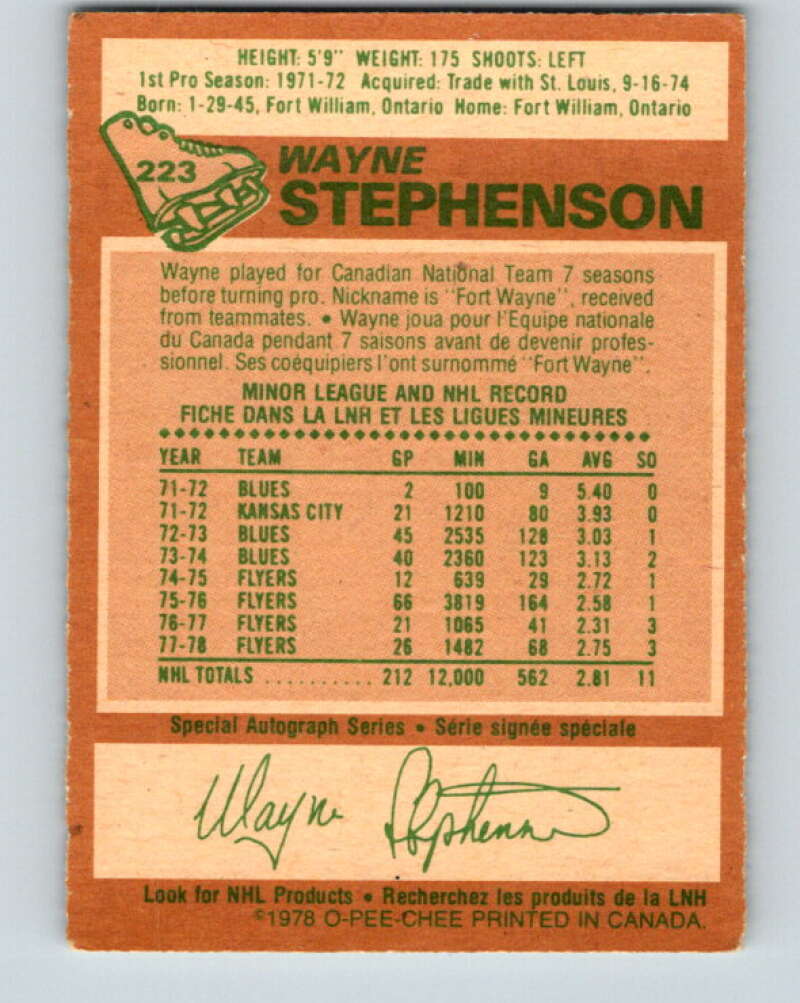 HEIGHT: 5'9" WEIGHT: 175 SHOOTS: LEFT
1st Pro Season: 1971-72 Acquired: Trade with St. Louis, 9-16-74
Born: 1-29-45, Fort William, Ontario Home: Fort William, Ontario
223
WAYNE
STEPHENSON
Wayne played for Canadian National Team 7 seasons
before turning pro. Nickname is "Fort Wayne", received
from teammates. • Wayne joua pour l'Equipe nationale
du Canada pendant 7 saisons avant de devenir profes-
sionnel. Ses coéquipiers l'ont surnommé "Fort Wayne".
MINOR LEAGUE AND NHL RECORD
FICHE DANS LA LNH ET LES LIGUES MINEURES
YEAR TEAM GP MIN GA AVG SO
71-72 BLUES 2 100 9 5.40 0
71-72 KANSAS CITY 21 1210 80 3.93 0
72-73 BLUES 45 2535 128 3.03 1
73-74 BLUES 40 2360 123 3.13 2
74-75 FLYERS 12 639 29 2.72 1
75-76 FLYERS 66 3819 164 2.58 1
76-77 FLYERS 21 1065 41 2.31 3
77-78 FLYERS 26 1482 68 2.75 3
NHL TOTALS .......... 212 12,000 562 2.81 11
Special Autograph Series • Série signée spéciale
Wayne Stephenson
Look for NHL Products • Recherchez les produits de la LNH
©1978 O-PEE-CHEE PRINTED IN CANADA.